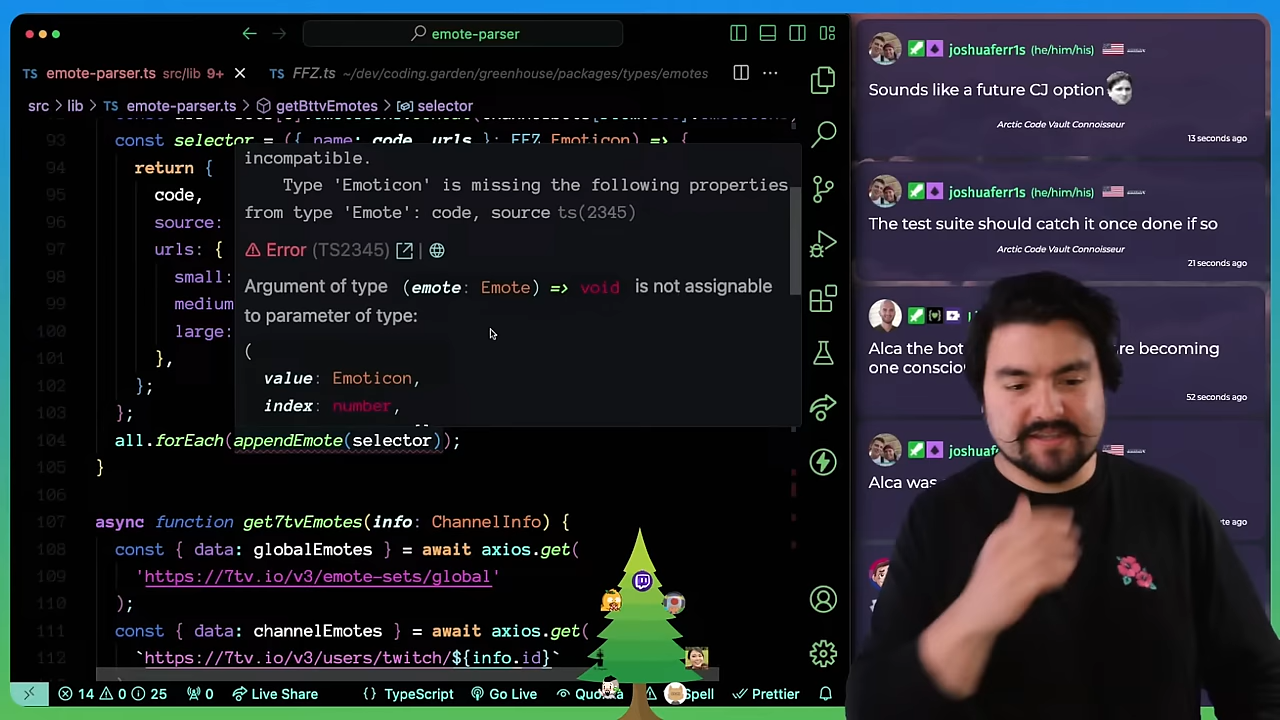 emote-parser
TS emote-parser.ts src/lib 9+
TS FFZ.ts ~/dev/coding.garden/greenhouse/packages/types/emotes
src > lib > TS emote-parser.ts > getBttvEmotes > selector
93 const selector = ({ name: code, urls }: FFZ.Emoticon) => {
94 return {
95 code,
96 source:
97 urls: {
98 small:
99 medium
100 large:
101 },
102 };
103 };
104 all.forEach(appendEmote(selector));
105 }
106
107 async function get7tvEmotes(info: ChannelInfo) {
108 const { data: globalEmotes } = await axios.get(
109 'https://7tv.io/v3/emote-sets/global'
110 );
111 const { data: channelEmotes } = await axios.get(
112 `https://7tv.io/v3/users/twitch/${info.id}`
incompatible.
Type 'Emoticon' is missing the following properties
from type 'Emote': code, source ts(2345)
Error (TS2345) |
Argument of type (emote: Emote) => void is not assignable
to parameter of type:
(
value: Emoticon,
index: number,
14 0 25 0 Live Share {} TypeScript Go Live Spell Prettier
joshuaferr1s (he/him/his)
Sounds like a future CJ option
Arctic Code Vault Connoisseur
13 seconds ago
joshuaferr1s (he/him/his)
The test suite should catch it once done if so
Arctic Code Vault Connoisseur
21 seconds ago
Alca the bot
re becoming
one conscio
52 seconds ago
joshuaf
Alca was
te ago